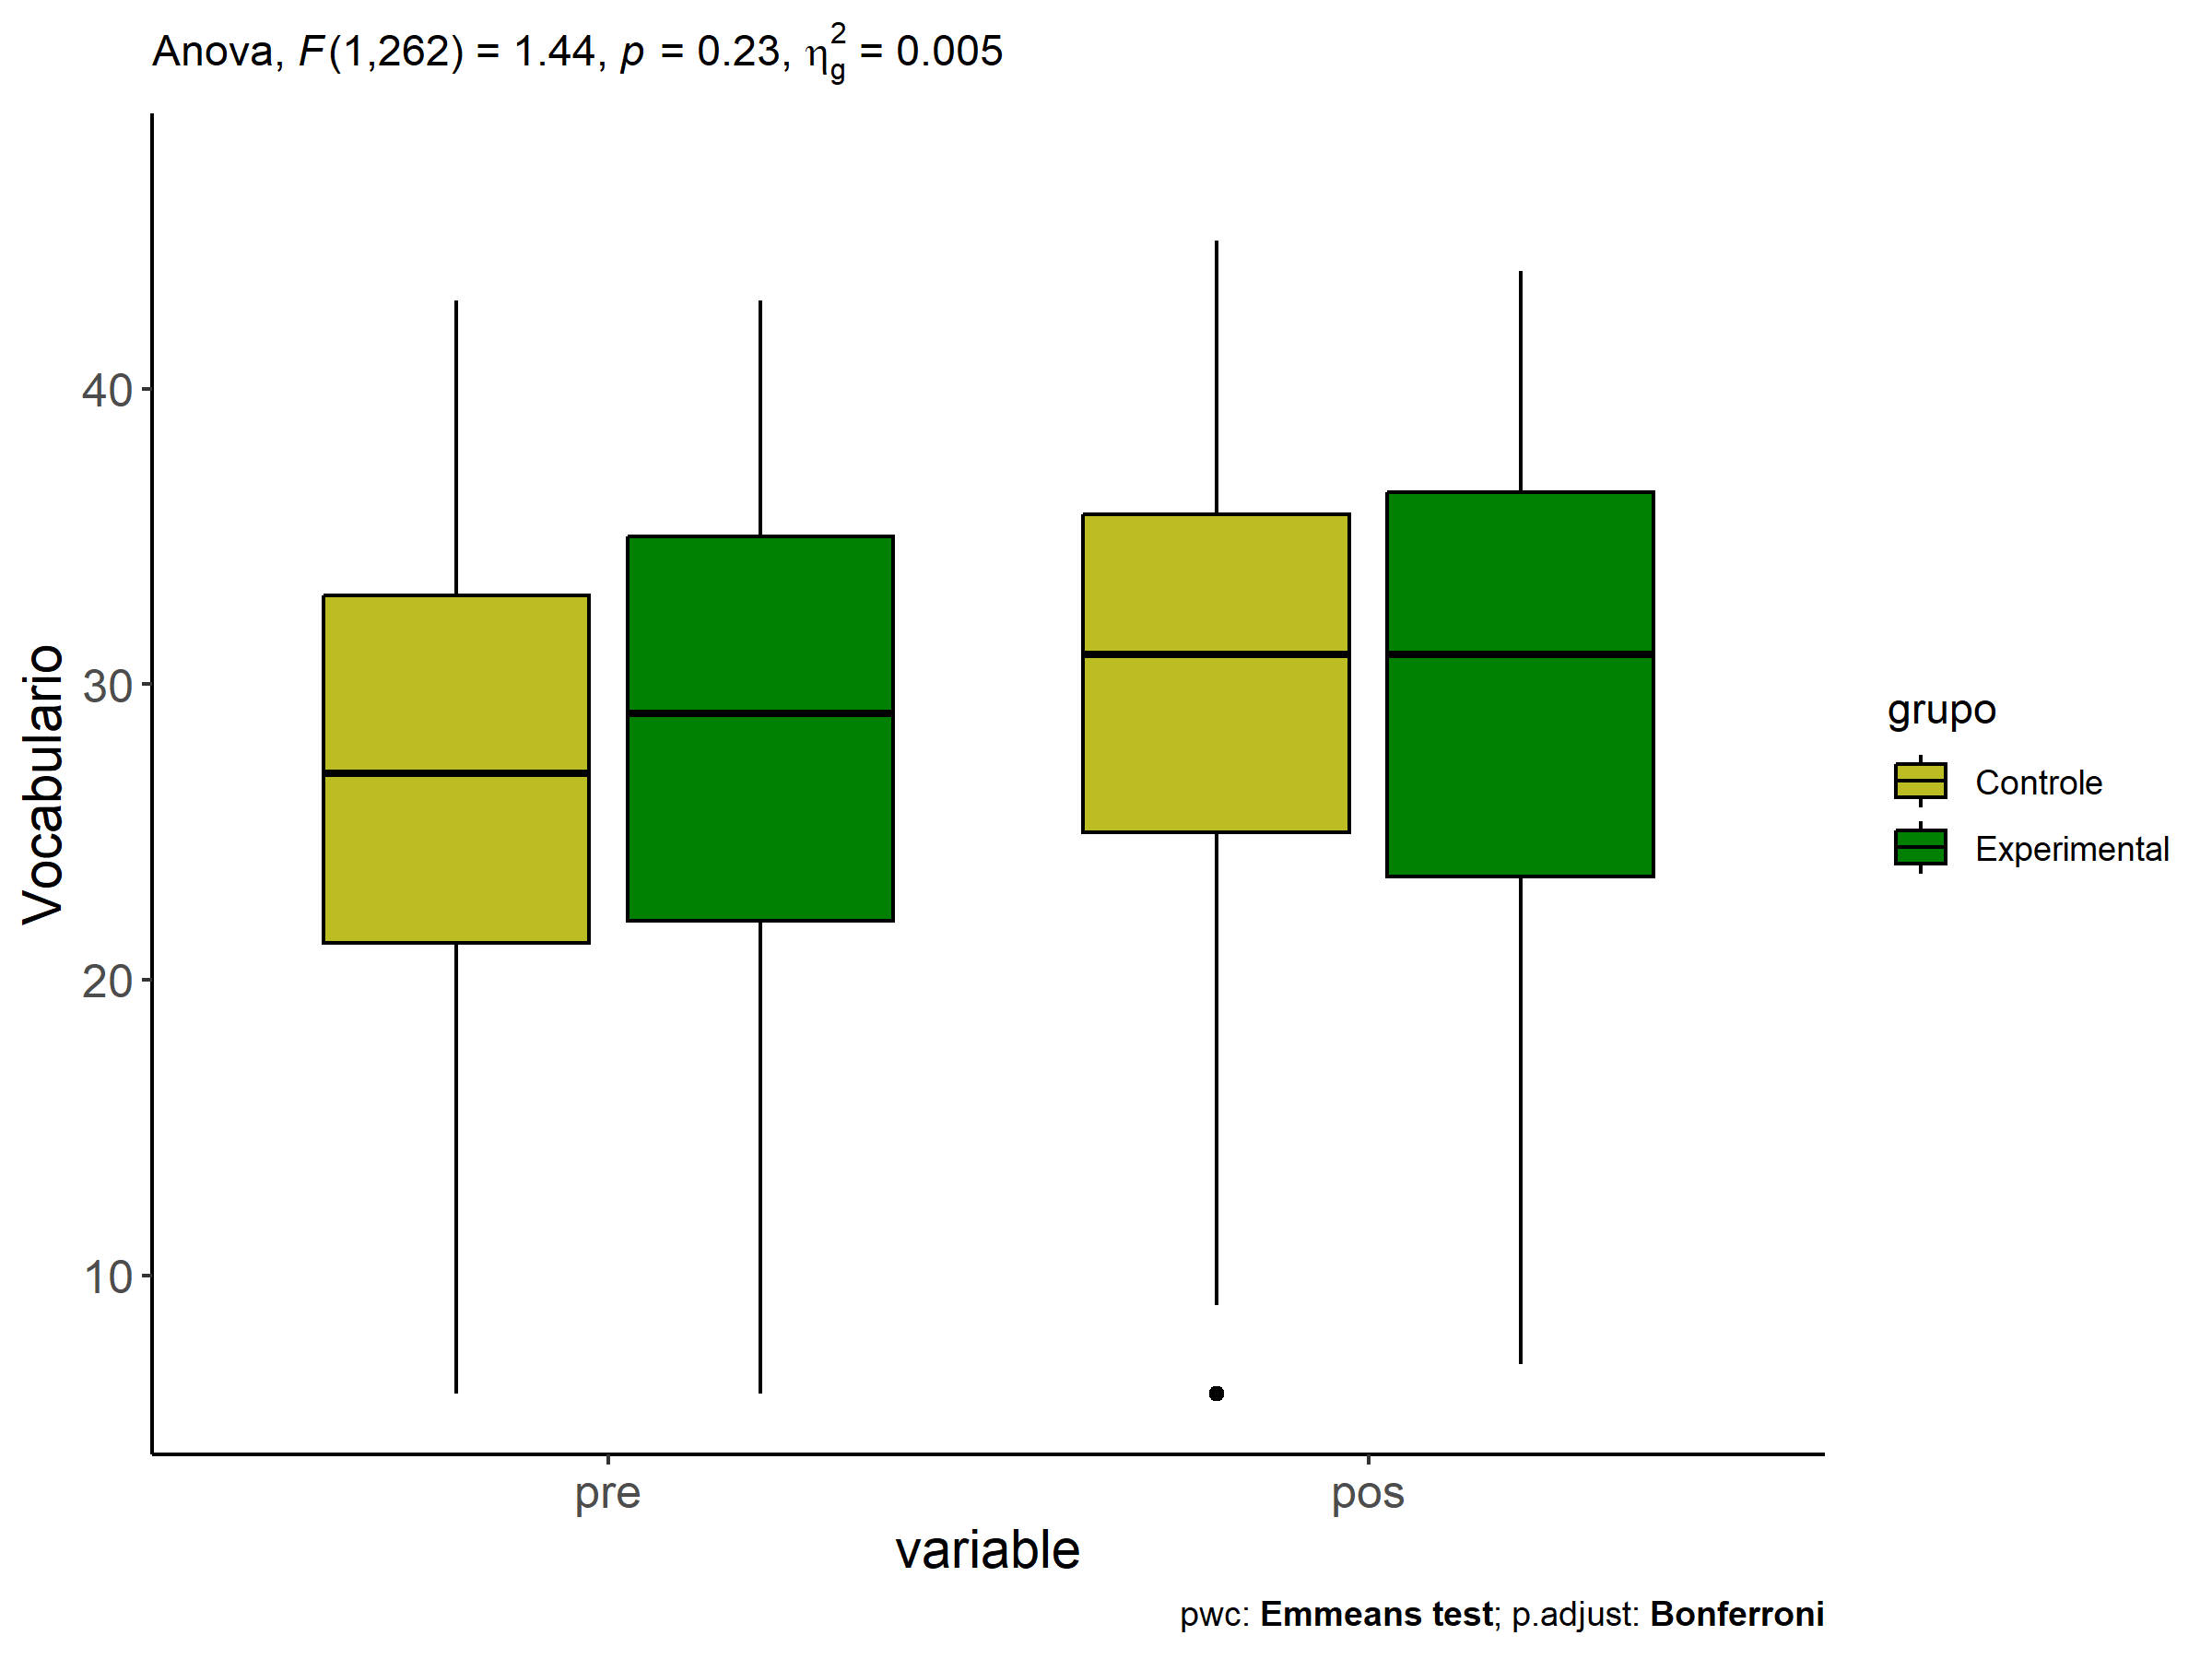 Anova, F(1,262) = 1.44, p = 0.23, η²g = 0.005
Vocabulario
40
30
20
10
pre
pos
variable
grupo
Controle
Experimental
pwc: Emmeans test; p.adjust: Bonferroni